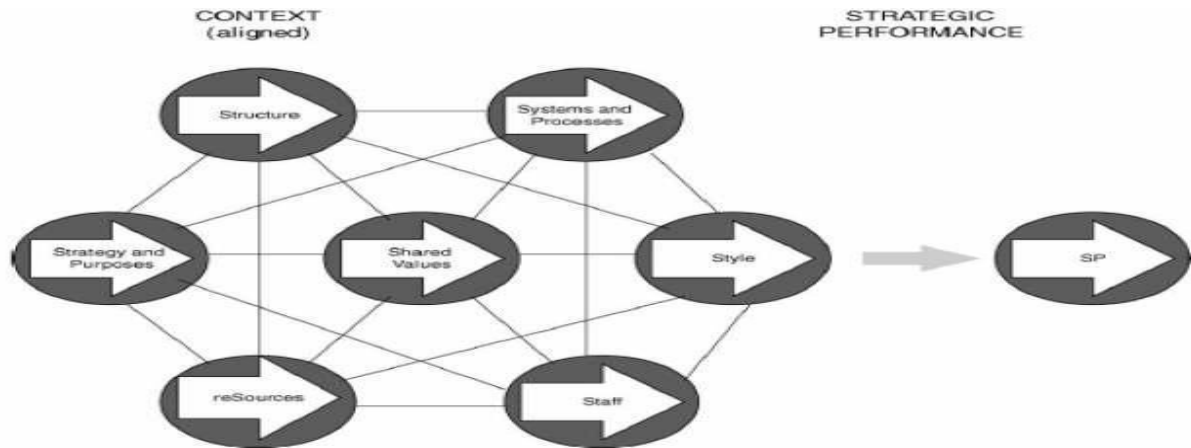 CONTEXT
(aligned)
STRATEGIC
PERFORMANCE
Structure
Systems and
Processes
Strategy and
Purposes
Shared
Values
Style
SP
reSources
Staff